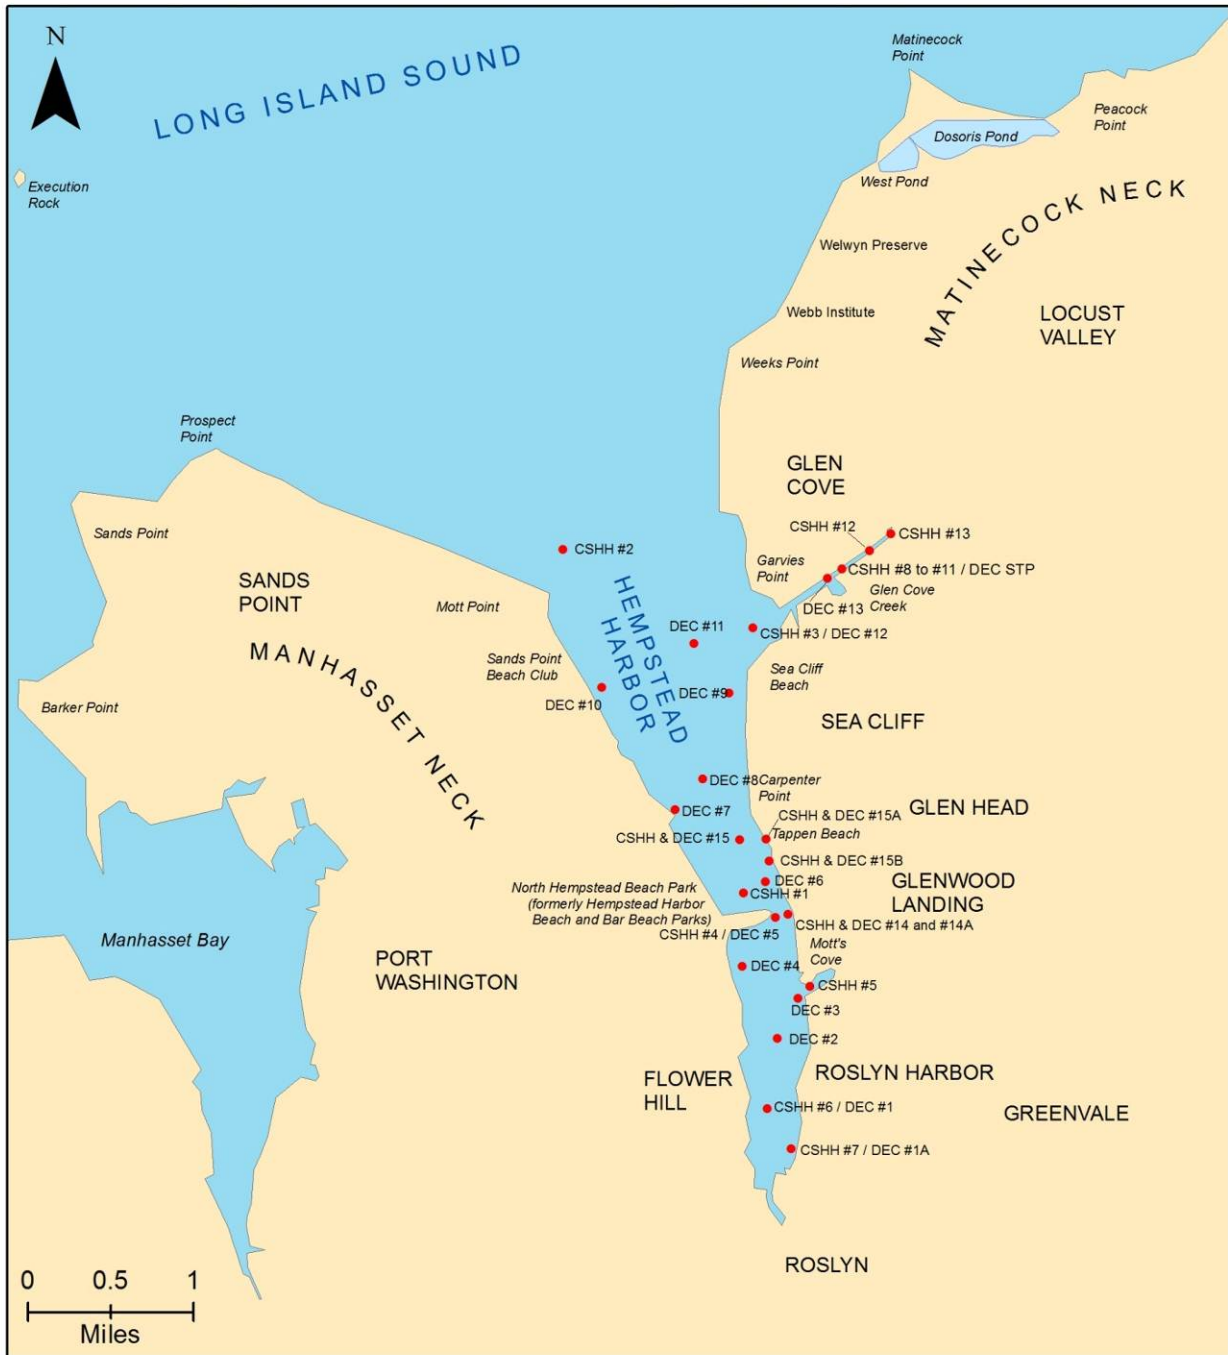 N
LONG ISLAND SOUND
Matinecock
Point
Peacock
Point
Dosoris Pond
West Pond
Execution
Rock
MATINECOCK NECK
Welwyn Preserve
Webb Institute
LOCUST
VALLEY
Weeks Point
Prospect
Point
GLEN
COVE
Sands Point
CSHH #12
CSHH #13
CSHH #2
Garvies
Point
CSHH #8 to #11 / DEC STP
SANDS
POINT
Glen Cove
Creek
DEC #13
Mott Point
HEMPSTEAD
HARBOR
DEC #11
CSHH #3 / DEC #12
MANHASSET NECK
Sands Point
Beach Club
Sea Cliff
Beach
DEC #10
DEC #9
Barker Point
SEA CLIFF
DEC #8
Carpenter
Point
DEC #7
GLEN HEAD
CSHH & DEC #15A
Tappen Beach
CSHH & DEC #15
CSHH & DEC #15B
DEC #6
GLENWOOD
LANDING
CSHH #1
North Hempstead Beach Park
(formerly Hempstead Harbor
Beach and Bar Beach Parks)
CSHH & DEC #14 and #14A
CSHH #4 / DEC #5
Manhasset Bay
Mott's
Cove
PORT
WASHINGTON
DEC #4
CSHH #5
DEC #3
DEC #2
FLOWER
HILL
ROSLYN HARBOR
CSHH #6 / DEC #1
GREENVALE
CSHH #7 / DEC #1A
ROSLYN
0 0.5 1
Miles